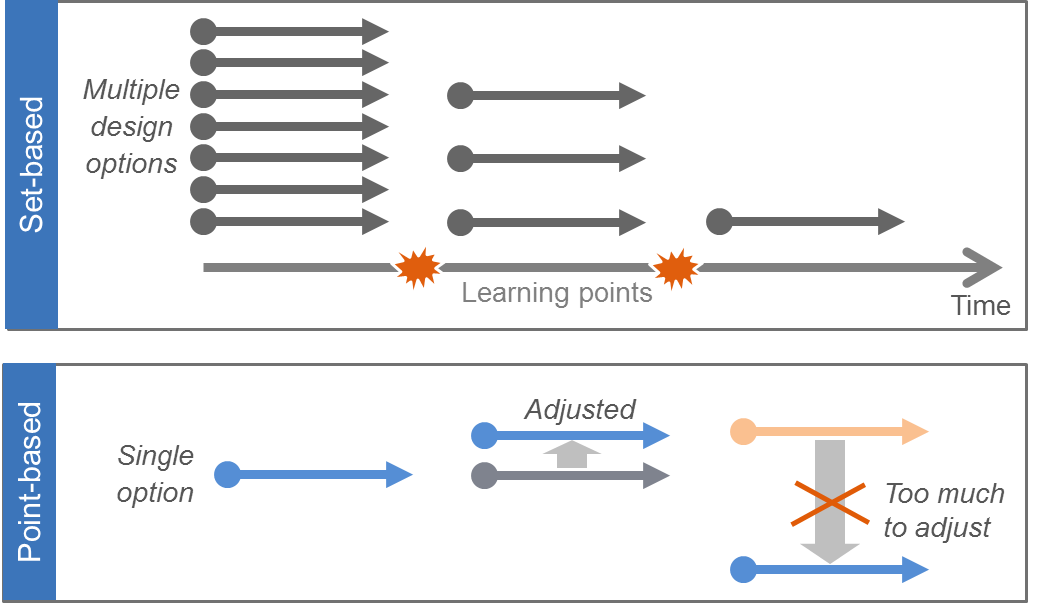 Set-based
Multiple
design
options
Learning points
Time
Point-based
Single
option
Adjusted
Too much
to adjust